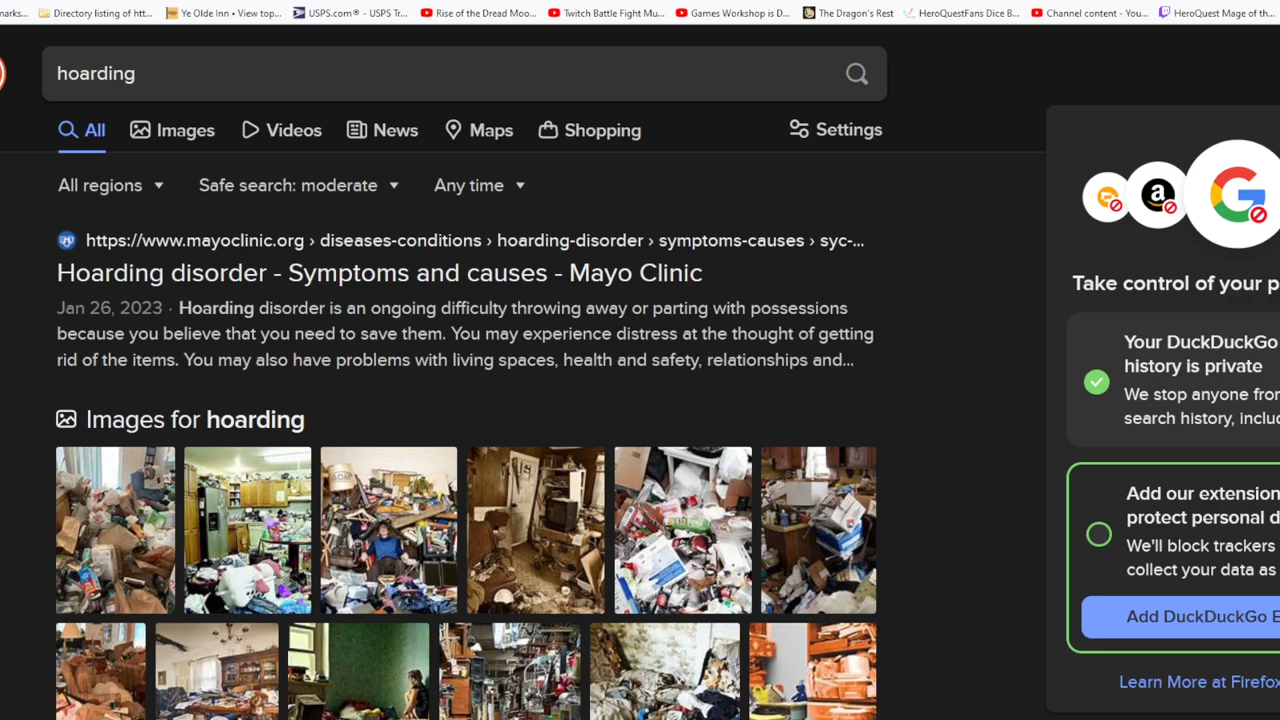 marks...
Directory listing of htt...
Ye Olde Inn • View top...
USPS.com® - USPS Tr...
Rise of the Dread Moo...
Twitch Battle Fight Mu...
Games Workshop is D...
The Dragon's Rest
HeroQuestFans Dice B...
Channel content - You...
HeroQuest Mage of th...
hoarding
All
Images
Videos
News
Maps
Shopping
Settings
All regions
Safe search: moderate
Any time
https://www.mayoclinic.org › diseases-conditions › hoarding-disorder › symptoms-causes › syc-...
Hoarding disorder - Symptoms and causes - Mayo Clinic
Jan 26, 2023 · Hoarding disorder is an ongoing difficulty throwing away or parting with possessions
because you believe that you need to save them. You may experience distress at the thought of getting
rid of the items. You may also have problems with living spaces, health and safety, relationships and...
Images for hoarding
Take control of your p
Your DuckDuckGo
history is private
We stop anyone fro
search history, inclu
Add our extension
protect personal d
We'll block trackers
collect your data as
Add DuckDuckGo E
Learn More at Firefox